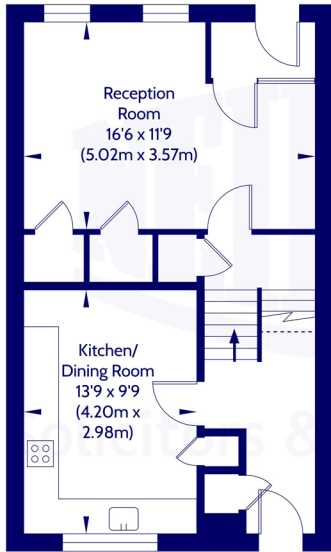 Reception
Room
16'6 x 11'9
(5.02m x 3.57m)
Kitchen/
Dining Room
13'9 x 9'9
(4.20m x
2.98m)